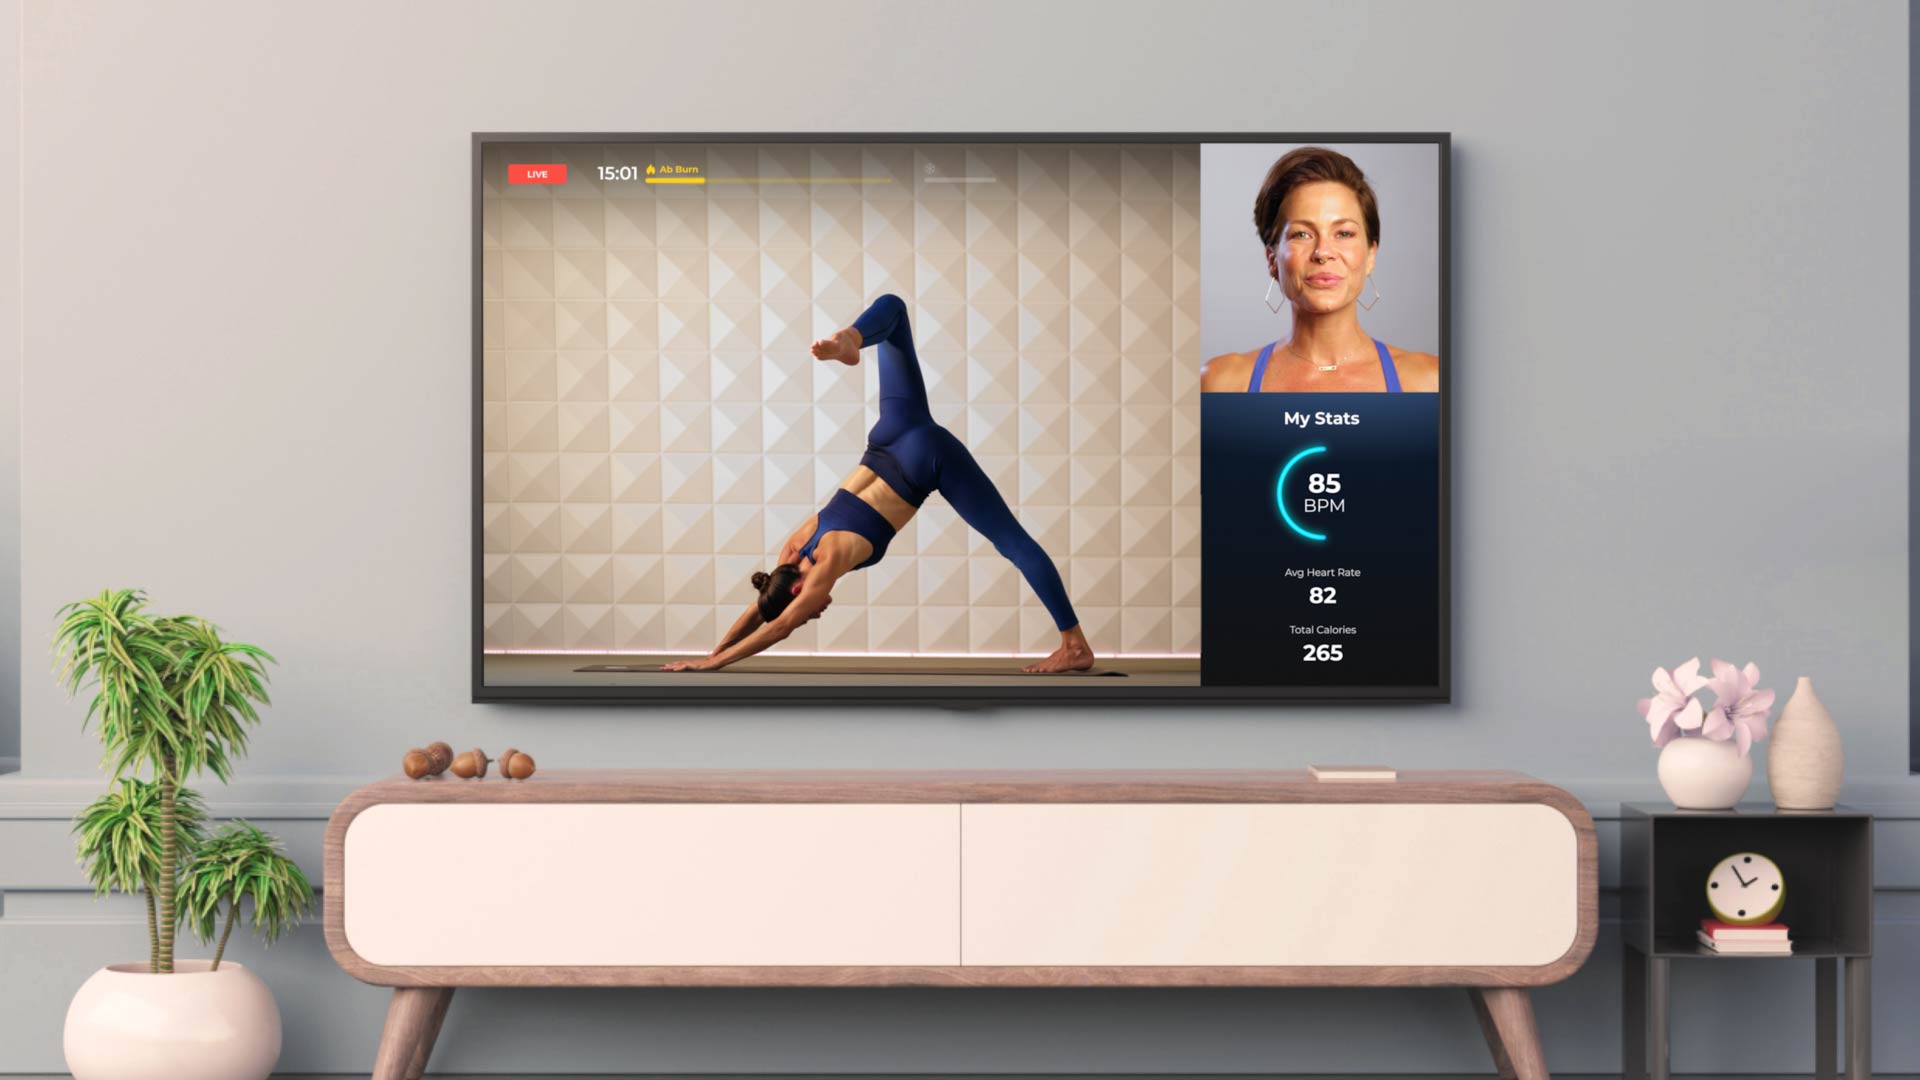 LIVE
15:01
Ab Burn
My Stats
85
BPM
Avg Heart Rate
82
Total Calories
265